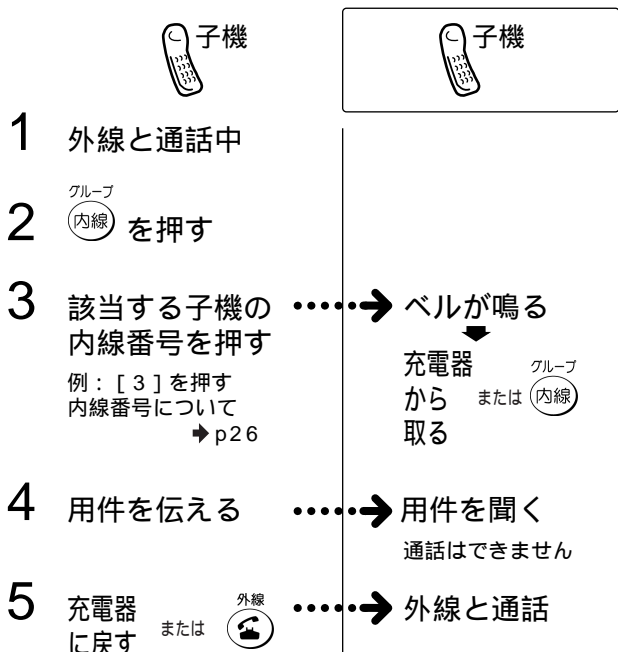 子機
子機
1 外線と通話中
グループ
2 内線 を押す
3 該当する子機の
内線番号を押す
例：[3]を押す
内線番号について
p26
ベルが鳴る
充電器
から
取る
または
グループ
内線
4 用件を伝える
用件を聞く
通話はできません
5 充電器
に戻す
または
外線
外線と通話